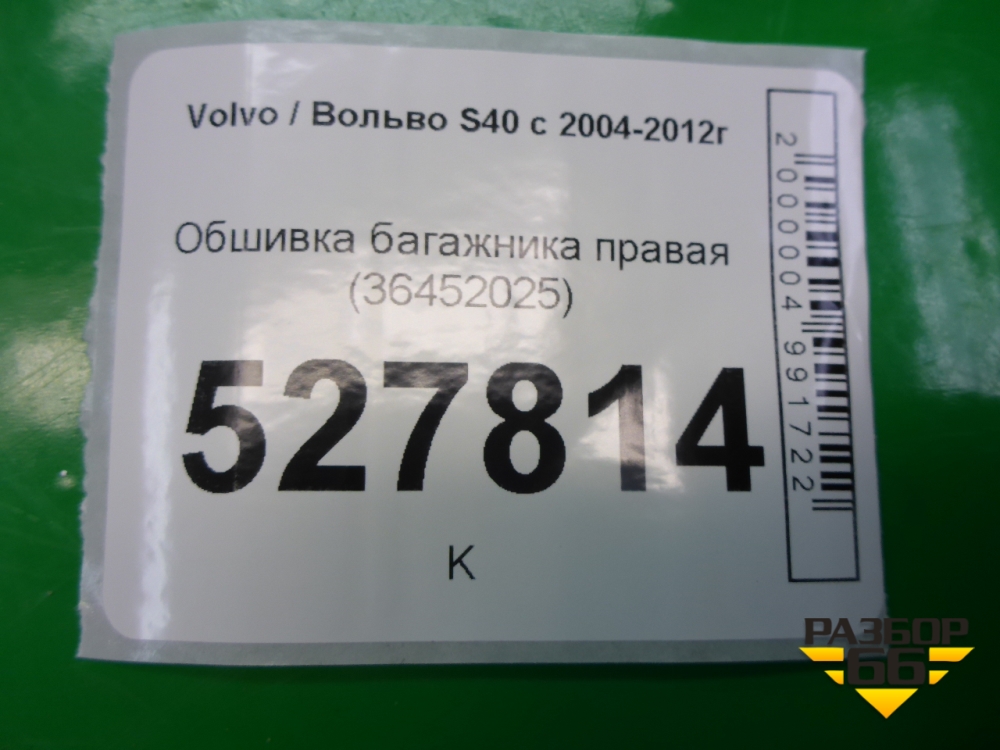 Volvo / Вольво S40 с 2004-2012г
Обшивка багажника правая
(36452025)
527814
К
2000004991722
РАЗБОР
66